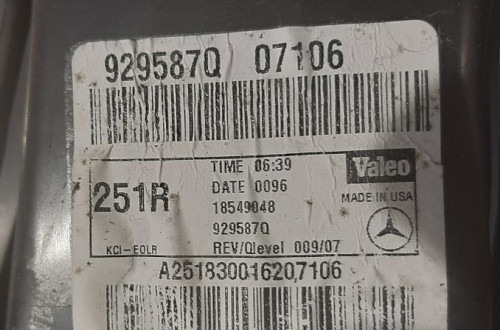 929587Q 07106
TIME 06:39
Valeo
251R
DATE 0096
MADE IN USA
18549048
929587Q
KCI-EOLR
REV/Qlevel 009/07
A2518300162071​06